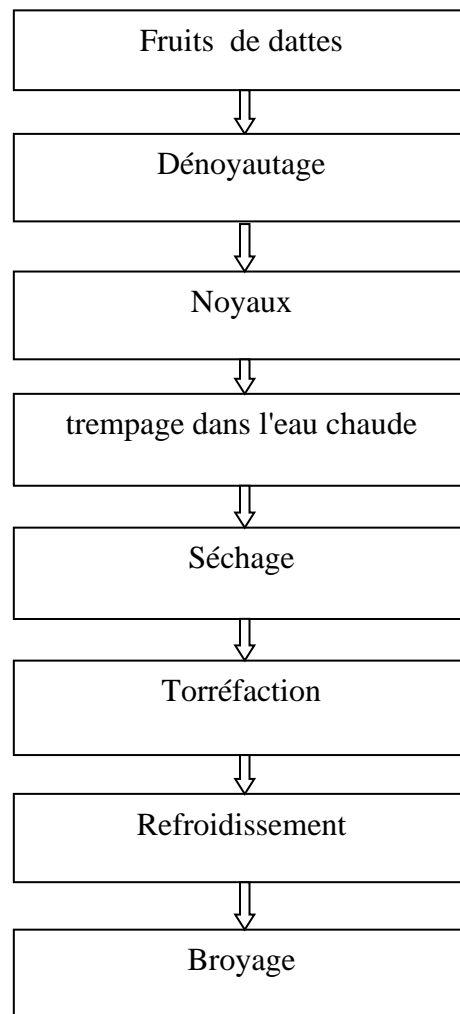 Fruits de dattes
Dénoyautage
Noyaux
trempage dans l'eau chaude
Séchage
Torréfaction
Refroidissement
Broyage